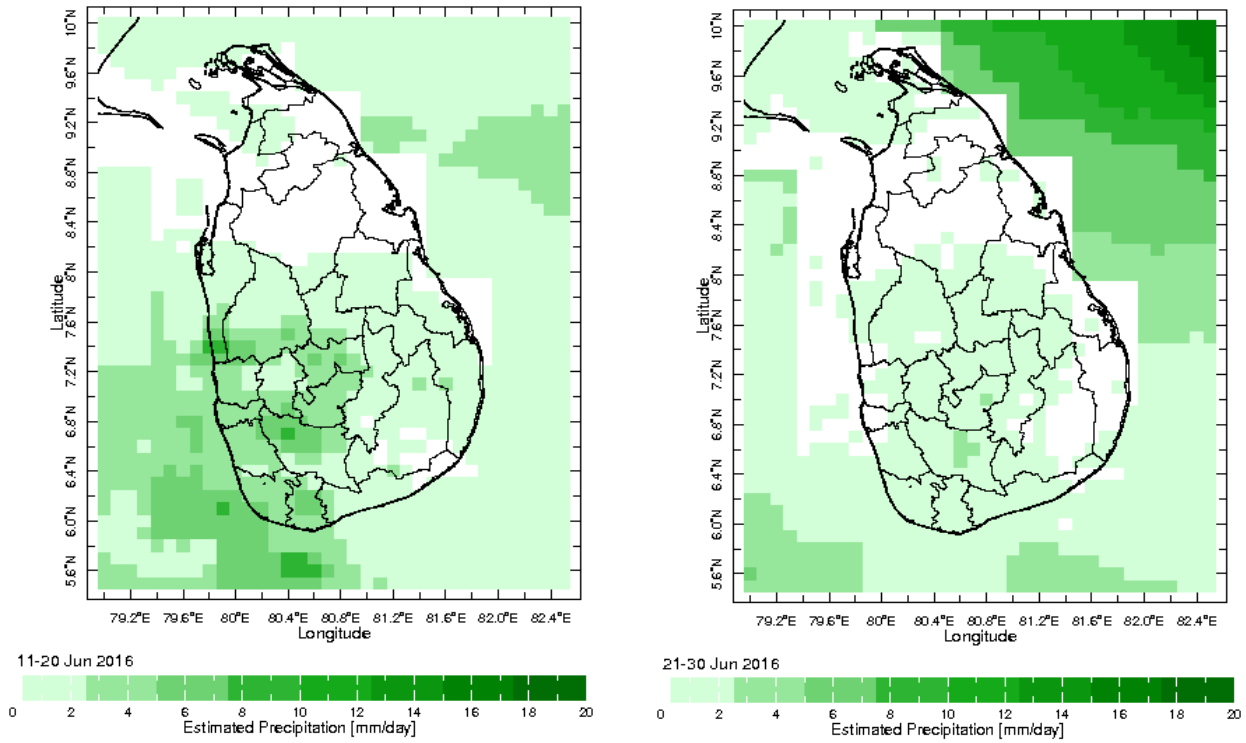 10°N
9.6°N
9.2°N
8.8°N
8.4°N
8°N
7.6°N
7.2°N
6.8°N
6.4°N
6.0°N
5.6°N
Latitude
79.2°E 79.6°E 80°E 80.4°E 80.8°E 81.2°E 81.6°E 82.0°E 82.4°E
Longitude
11-20 Jun 2016
0 2 4 6 8 10 12 14 16 18 20
Estimated Precipitation [mm/day]
10°N
9.6°N
9.2°N
8.8°N
8.4°N
8°N
7.6°N
7.2°N
6.8°N
6.4°N
6.0°N
5.6°N
Latitude
79.2°E 79.6°E 80°E 80.4°E 80.8°E 81.2°E 81.6°E 82.0°E 82.4°E
Longitude
21-30 Jun 2016
0 2 4 6 8 10 12 14 16 18 20
Estimated Precipitation [mm/day]